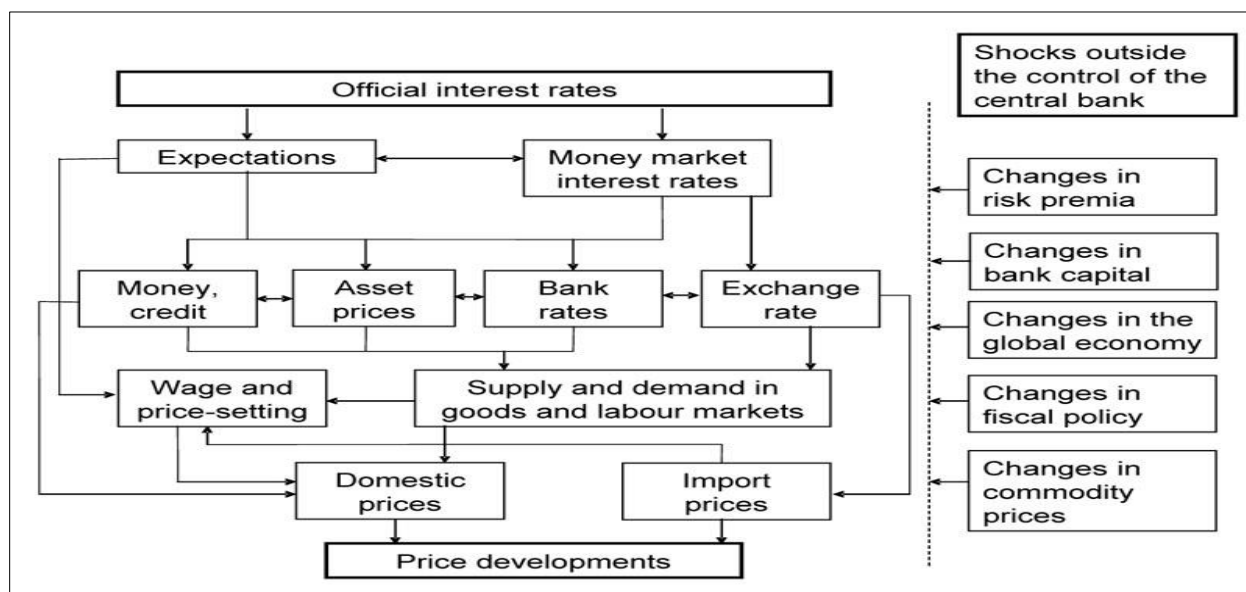 Shocks outside
the control of the
central bank
Official interest rates
Expectations
Money market
interest rates
Changes in
risk premia
Changes in
bank capital
Money,
credit
Asset
prices
Bank
rates
Exchange
rate
Changes in the
global economy
Wage and
price-setting
Supply and demand in
goods and labour markets
Changes in
fiscal policy
Domestic
prices
Import
prices
Changes in
commodity
prices
Price developments